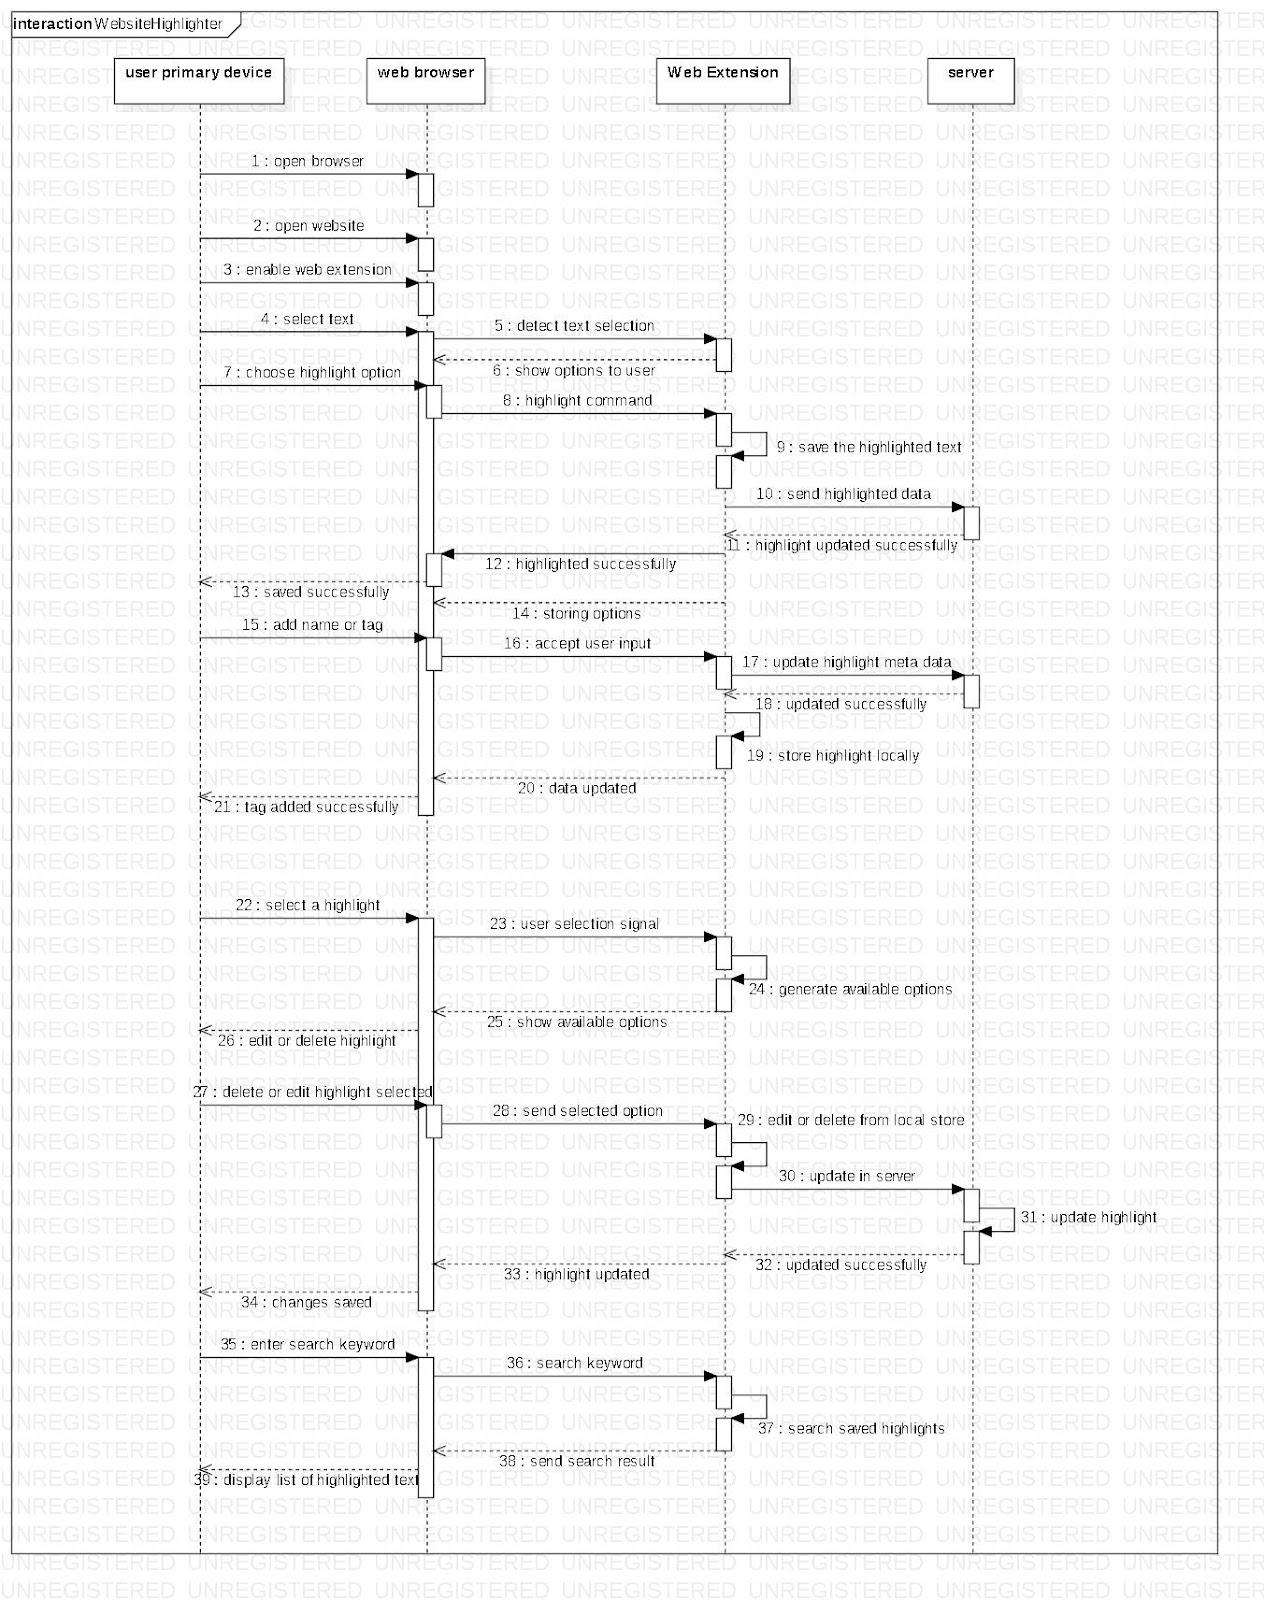 interaction WebsiteHighlighter
user primary device
web browser
Web Extension
server
1 : open browser
2 : open website
3 : enable web extension
4 : select text
5 : detect text selection
6 : show options to user
7 : choose highlight option
8 : highlight command
9 : save the highlighted text
10 : send highlighted data
11 : highlight updated successfully
12 : highlighted successfully
13 : saved successfully
14 : storing options
15 : add name or tag
16 : accept user input
17 : update highlight meta data
18 : updated successfully
19 : store highlight locally
20 : data updated
21 : tag added successfully
22 : select a highlight
23 : user selection signal
24 : generate available options
25 : show available options
26 : edit or delete highlight
27 : delete or edit highlight selected
28 : send selected option
29 : edit or delete from local store
30 : update in server
31 : update highlight
32 : updated successfully
33 : highlight updated
34 : changes saved
35 : enter search keyword
36 : search keyword
37 : search saved highlights
38 : send search result
39 : display list of highlighted text
UNREGISTERED